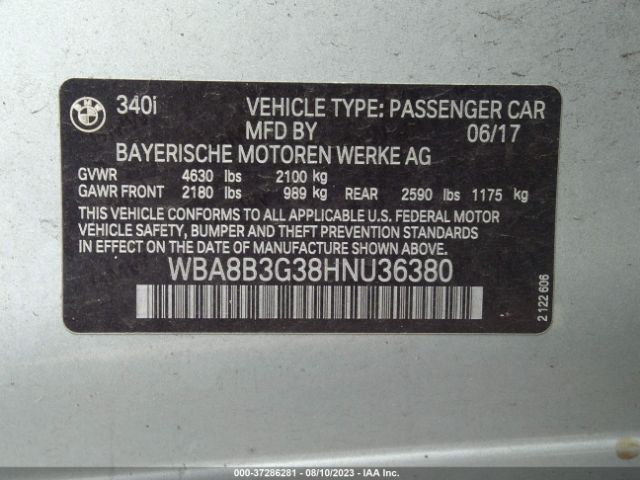 340i VEHICLE TYPE: PASSENGER CAR
MFD BY 06/17
BAYERISCHE MOTOREN WERKE AG
GVWR 4630 lbs 2100 kg
GAWR FRONT 2180 lbs 989 kg REAR 2590 lbs 1175 kg
THIS VEHICLE CONFORMS TO ALL APPLICABLE U.S. FEDERAL MOTOR
VEHICLE SAFETY, BUMPER AND THEFT PREVENTION STANDARDS
IN EFFECT ON THE DATE OF MANUFACTURE SHOWN ABOVE.
WBA8B3G38HNU36380
2 122 606
000-37286281 - 08/10/2023 - IAA Inc.